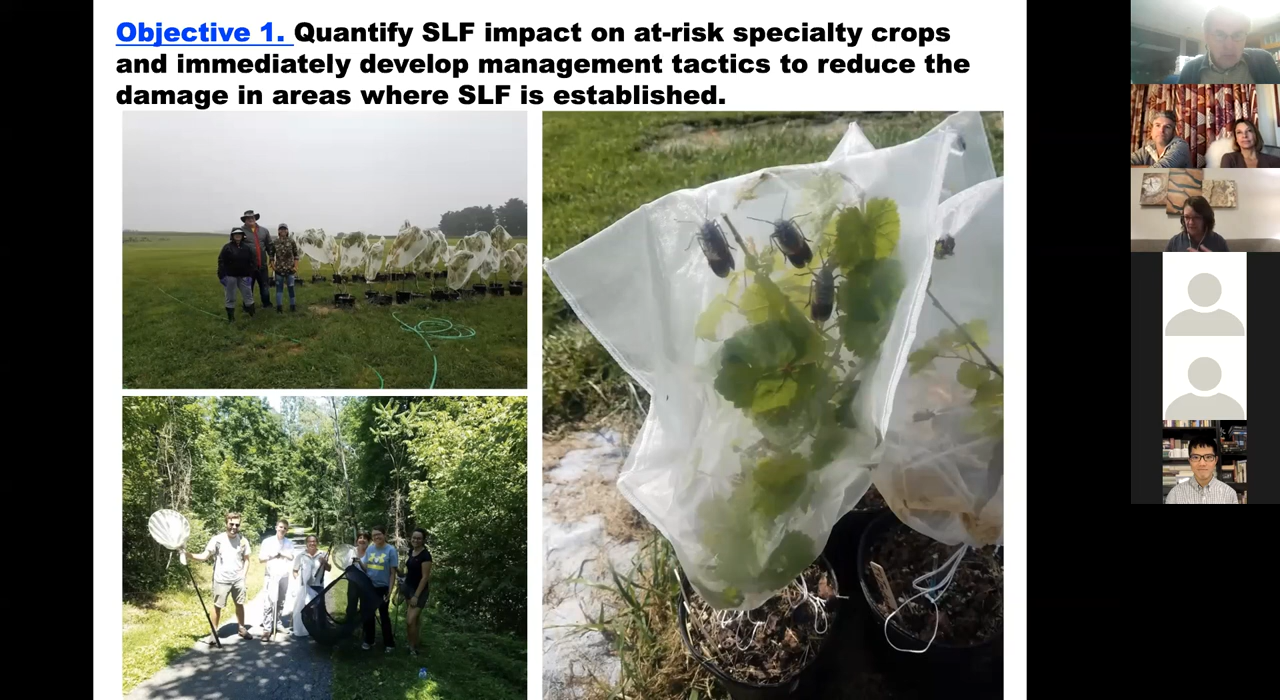 Objective 1. Quantify SLF impact on at-risk specialty crops
and immediately develop management tactics to reduce the
damage in areas where SLF is established.